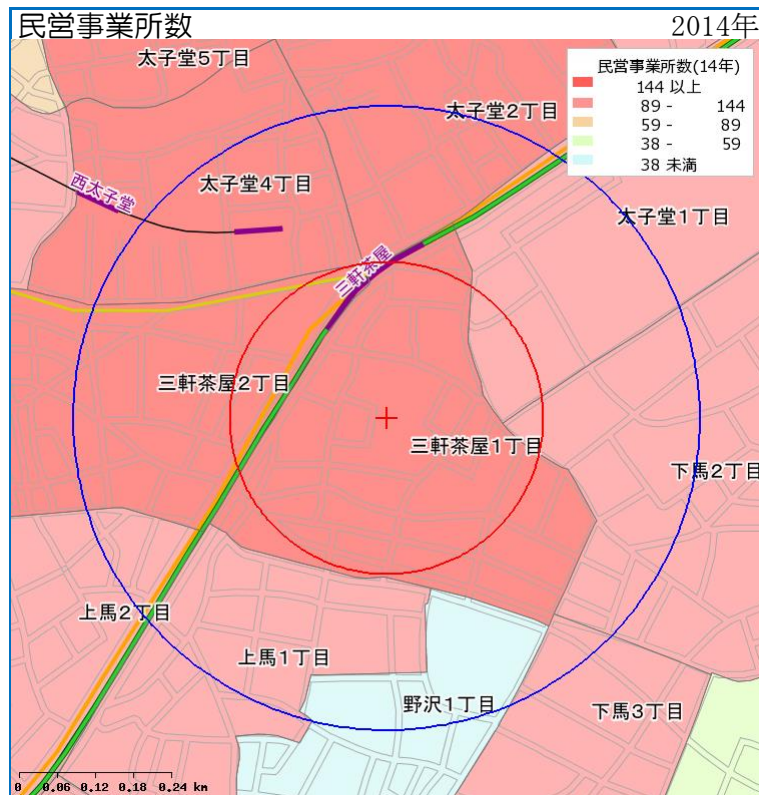 民営事業所数 2014年
民営事業所数(14年)
144 以上
89 - 144
59 - 89
38 - 59
38 未満
太子堂5丁目
太子堂2丁目
西太子堂
太子堂4丁目
太子堂1丁目
三軒茶屋
三軒茶屋2丁目
三軒茶屋1丁目
下馬2丁目
上馬2丁目
上馬1丁目
野沢1丁目
下馬3丁目
0 0.06 0.12 0.18 0.24 km